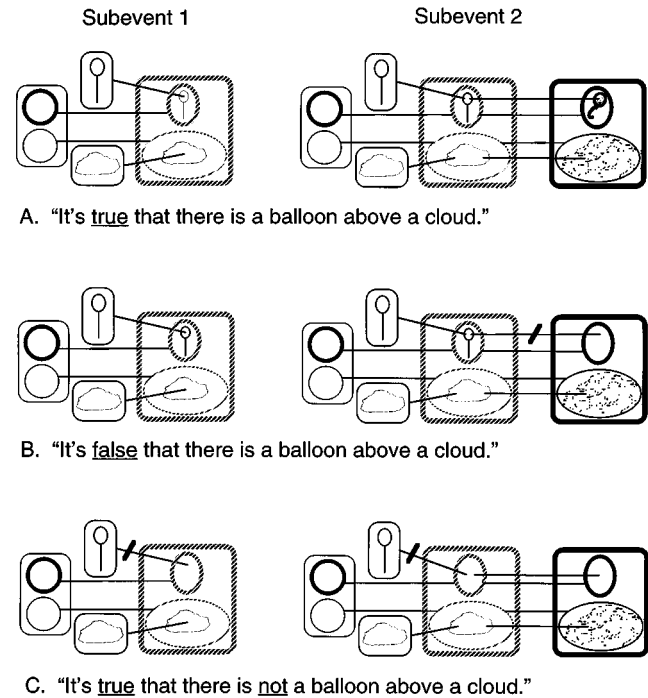 Subevent 1 Subevent 2
A. “It’s true that there is a balloon above a cloud.”
B. “It’s false that there is a balloon above a cloud.”
C. “It’s true that there is not a balloon above a cloud.”